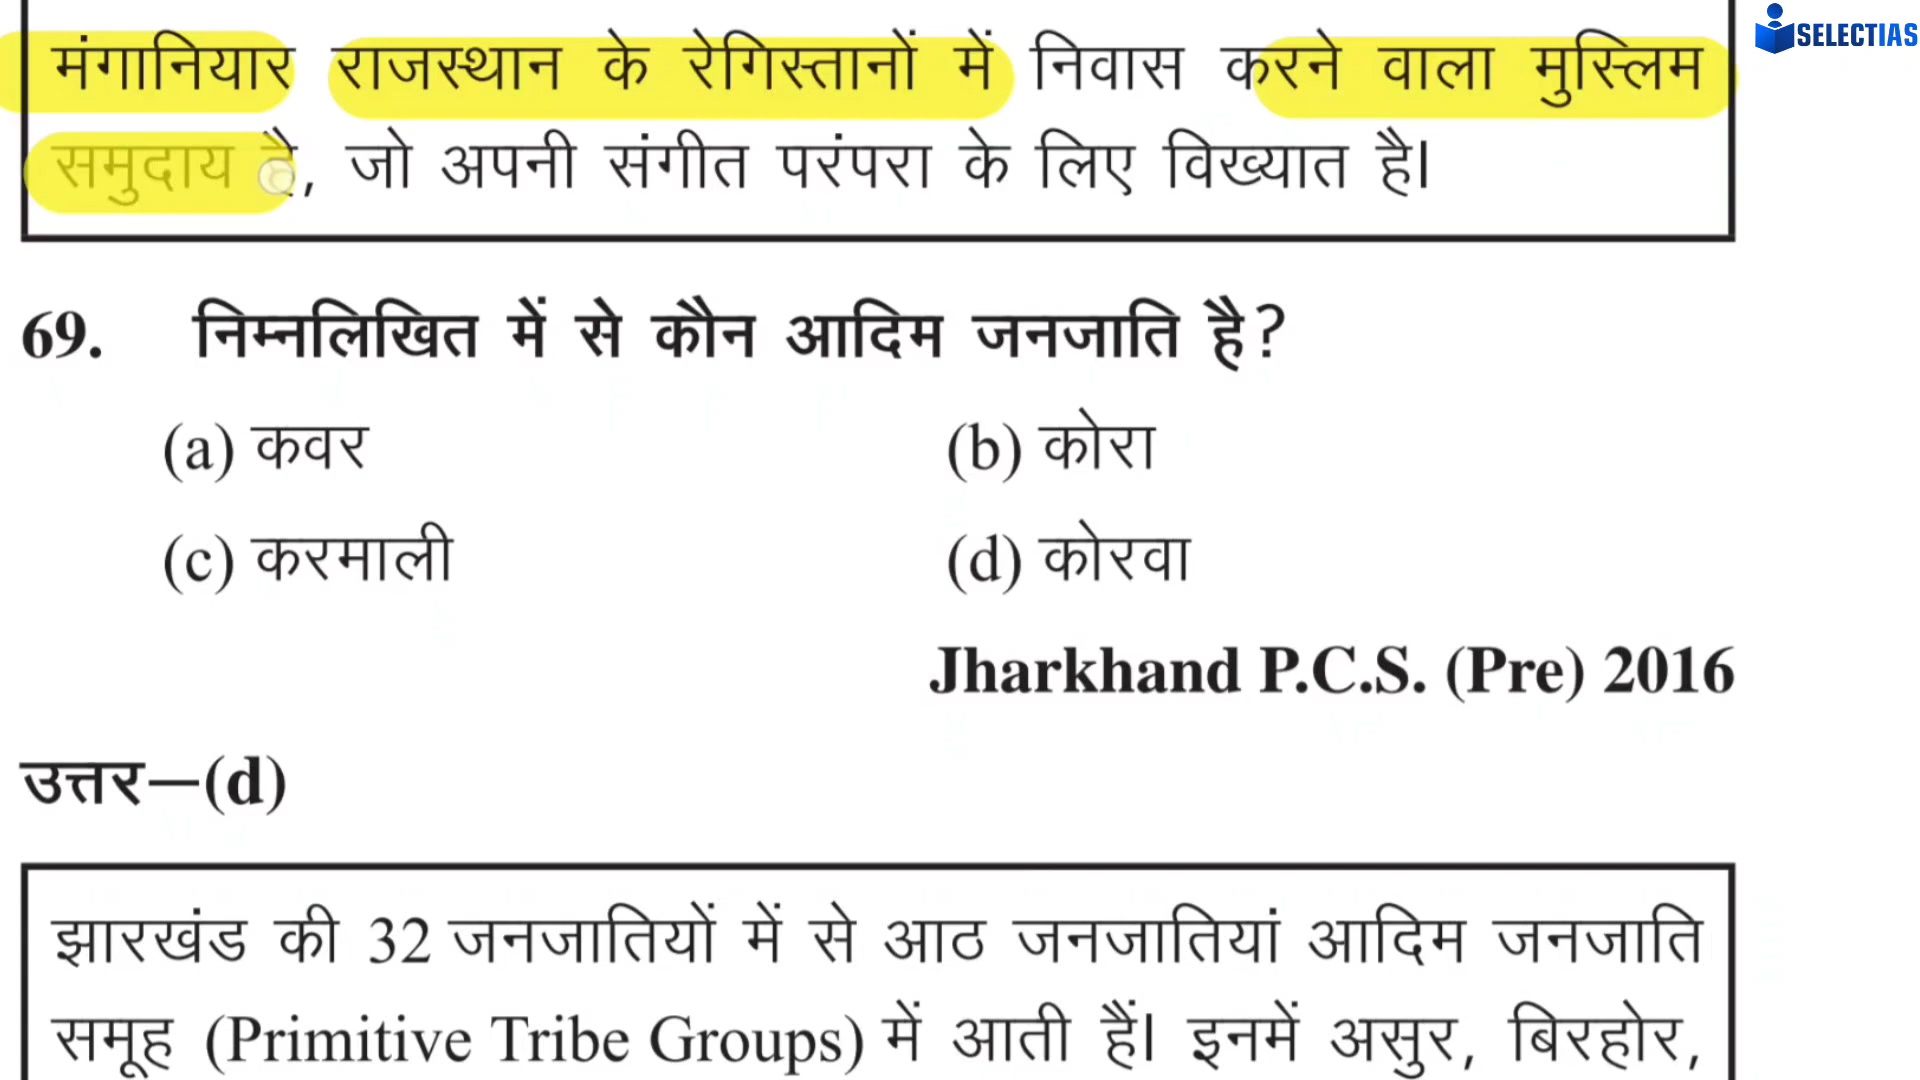 SELECTIAS
मंगानियार राजस्थान के रेगिस्तानों में निवास करने वाला मुस्लिम
समुदाय है, जो अपनी संगीत परंपरा के लिए विख्यात है।
69. निम्नलिखित में से कौन आदिम जनजाति है?
(a) कवर (b) कोरा
(c) करमाली (d) कोरवा
Jharkhand P.C.S. (Pre) 2016
उत्तर—(d)
झारखंड की 32 जनजातियों में से आठ जनजातियां आदिम जनजाति
समूह (Primitive Tribe Groups) में आती हैं। इनमें असुर, बिरहोर,